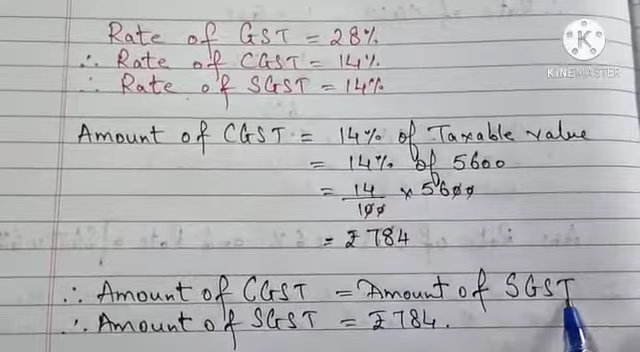 Rate of GST = 28%
∴ Rate of CGST = 14%
∴ Rate of SGST = 14%
K
KINEMASTER
Amount of CGST = 14% of Taxable value
= 14% of 5600
= 14/100 × 5600
= ₹784
∴ Amount of CGST = Amount of SGST
∴ Amount of SGST = ₹784.